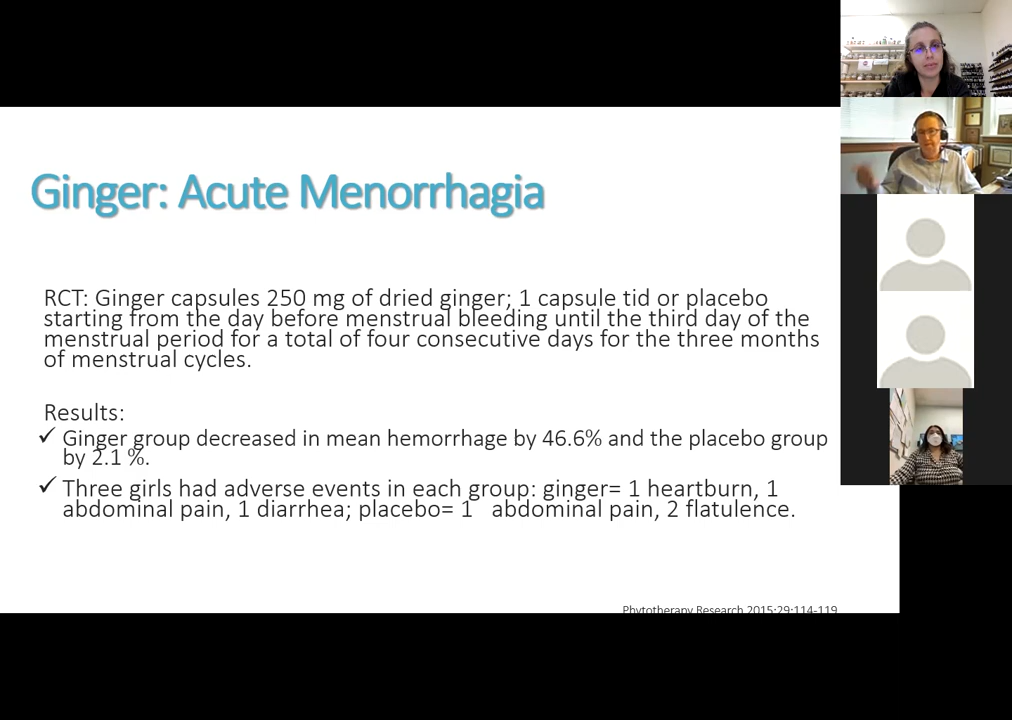 Ginger: Acute Menorrhagia
RCT: Ginger capsules 250 mg of dried ginger; 1 capsule tid or placebo
starting from the day before menstrual bleeding until the third day of the
menstrual period for a total of four consecutive days for the three months
of menstrual cycles.
Results:
✓ Ginger group decreased in mean hemorrhage by 46.6% and the placebo group
by 2.1 %.
✓ Three girls had adverse events in each group: ginger= 1 heartburn, 1
abdominal pain, 1 diarrhea; placebo= 1 abdominal pain, 2 flatulence.
Phytotherapy Research 2015;29:114-119